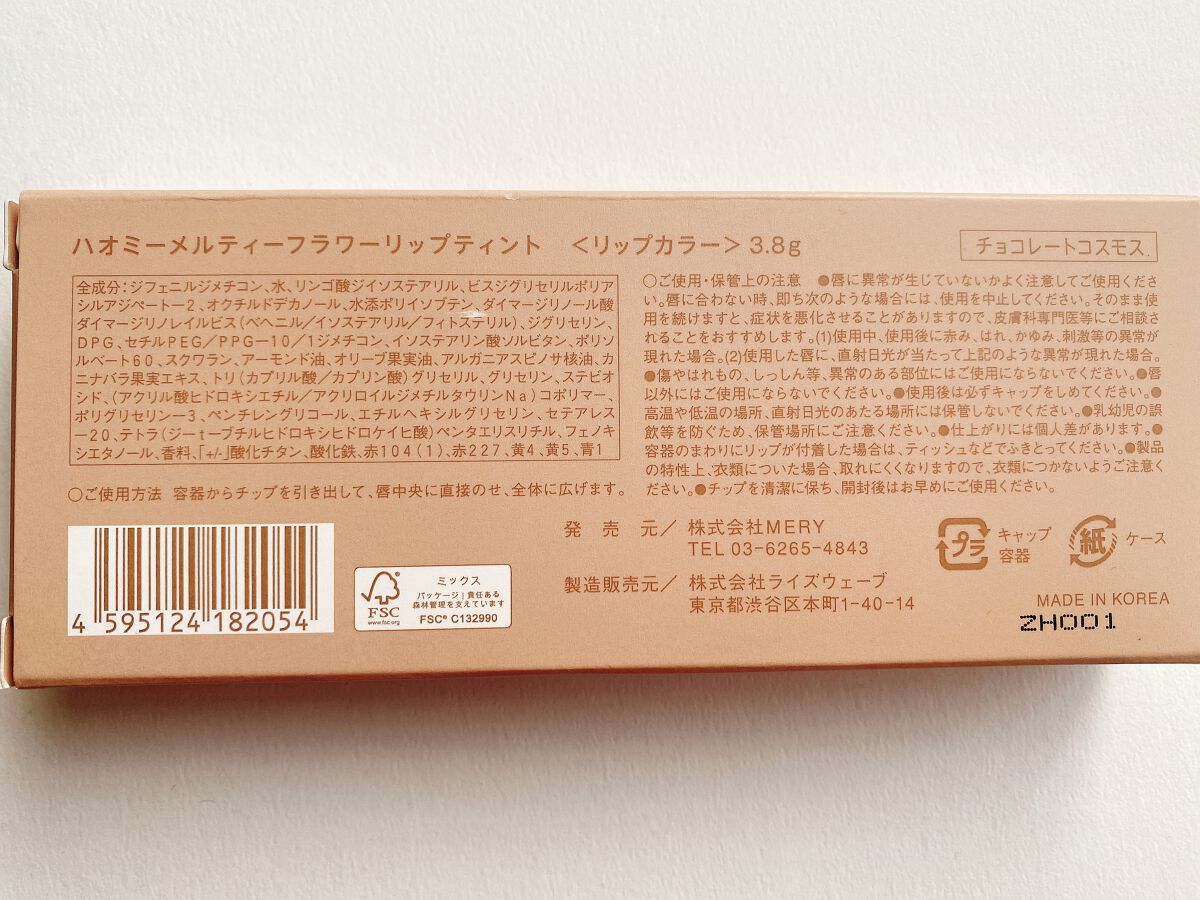 ハオミーメルティーフラワーリップティント <リップカラー> 3.8g
チョコレートコスモス
全成分：ジフェニルジメチコン、水、リンゴ酸ジイソステアリル、ビスジグリセリルポリア
シルアジペート−2、オクチルドデカノール、水添ポリイソブテン、ダイマージリノール酸
ダイマージリノレイルビス（ベヘニル／イソステアリル／フィトステリル）、ジグリセリン、
DPG、セチルPEG／PPG−10／1ジメチコン、イソステアリン酸ソルビタン、ポリソ
ルベート60、スクワラン、アーモンド油、オリーブ果実油、アルガニアスピノサ核油、カ
ニナバラ果実エキス、トリ（カプリル酸／カプリン酸）グリセリル、グリセリン、ステビオ
シド、（アクリル酸ヒドロキシエチル／アクリロイルジメチルタウリンNa）コポリマー、
ポリグリセリン−3、ペンチレングリコール、エチルヘキシルグリセリン、セテアレス
−20、テトラ（ジ−t−ブチルヒドロキシヒドロケイヒ酸）ペンタエリスリチル、フェノキ
シエタノール、香料、「+/-」酸化チタン、酸化鉄、赤104（1）、赤227、黄4、黄5、青1
○ご使用方法 容器からチップを引き出して、唇中央に直接のせ、全体に広げます。
○ご使用・保管上の注意 ●唇に異常が生じていないかよく注意してご使用くださ
い。唇に合わない時、即ち次のような場合には、使用を中止してください。そのまま使
用を続けますと、症状を悪化させることがありますので、皮膚科専門医等にご相談さ
れることをおすすめします。(1)使用中、使用後に赤み、はれ、かゆみ、刺激等の異常が
現れた場合。(2)使用した唇に、直射日光が当たって上記のような異常が現れた場合。
●傷やはれもの、しっしん等、異常のある部位にはご使用にならないでください。●唇
以外にはご使用にならないでください。●使用後は必ずキャップをしめてください。●
高温や低温の場所、直射日光のあたる場所には保管しないでください。●乳幼児の誤
飲等を防ぐため、保管場所にご注意ください。●仕上がりには個人差があります。●
容器のまわりにリップが付着した場合は、ティッシュなどでふきとってください。●製品
の特性上、衣類についた場合、取れにくくなりますので、衣類につかないようご注意くだ
さい。●チップを清潔に保ち、開封後はお早めにご使用ください。
4 595124 182054
FSC
www.fsc.org
ミックス
パッケージ｜責任ある
森林管理を支えています
FSC® C132990
発売元／株式会社MERY
TEL 03-6265-4843
製造販売元／株式会社ライズウェーブ
東京都渋谷区本町1-40-14
プラ
キャップ
容器
紙
ケース
MADE IN KOREA
ZH001